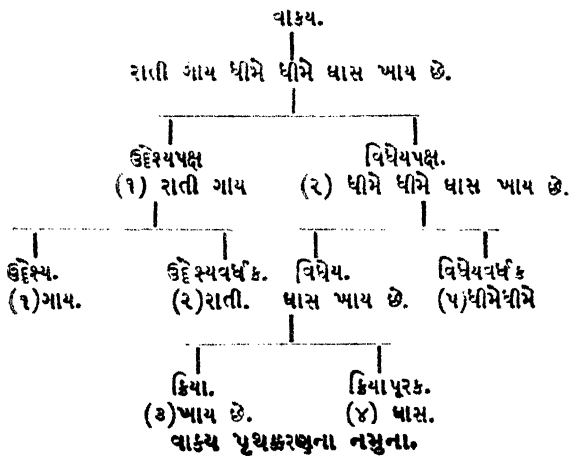 વાક્ય.
રાતી ગાય ધીમે ધીમે ઘાસ ખાય છે.
ઉદ્દેશ્યપક્ષ વિધેયપક્ષ.
(૧) રાતી ગાય (૨) ધીમે ધીમે ઘાસ ખાય છે.
ઉદ્દેશ્ય. ઉદ્દેશ્યવર્ધક. વિધેય. વિધેયવર્ધક
(૧)ગાય. (૨)રાતી. ઘાસ ખાય છે. (૫)ધીમેધીમે
ક્રિયા. ક્રિયાપૂરક.
(૩)ખાય છે. (૪) ઘાસ.
વાક્ય પૃથક્કરણના નમુના.